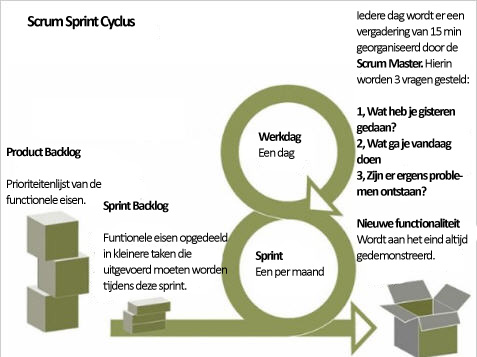 Scrum Sprint Cyclus
Iedere dag wordt er een
vergadering van 15 min
georganiseerd door de
Scrum Master. Hierin
worden 3 vragen gesteld:
1, Wat heb je gisteren
gedaan?
2, Wat ga je vandaag
doen
3, Zijn er ergens proble-
men ontstaan?
Werkdag
Een dag
Product Backlog
Prioriteitenlijst van de
functionele eisen.
Sprint Backlog
Funtionele eisen opgedeeld
in kleinere taken die
uitgevoerd moeten worden
tijdens deze sprint.
Sprint
Een per maand
Nieuwe functionaliteit
Wordt aan het eind altijd
gedemonstreerd.